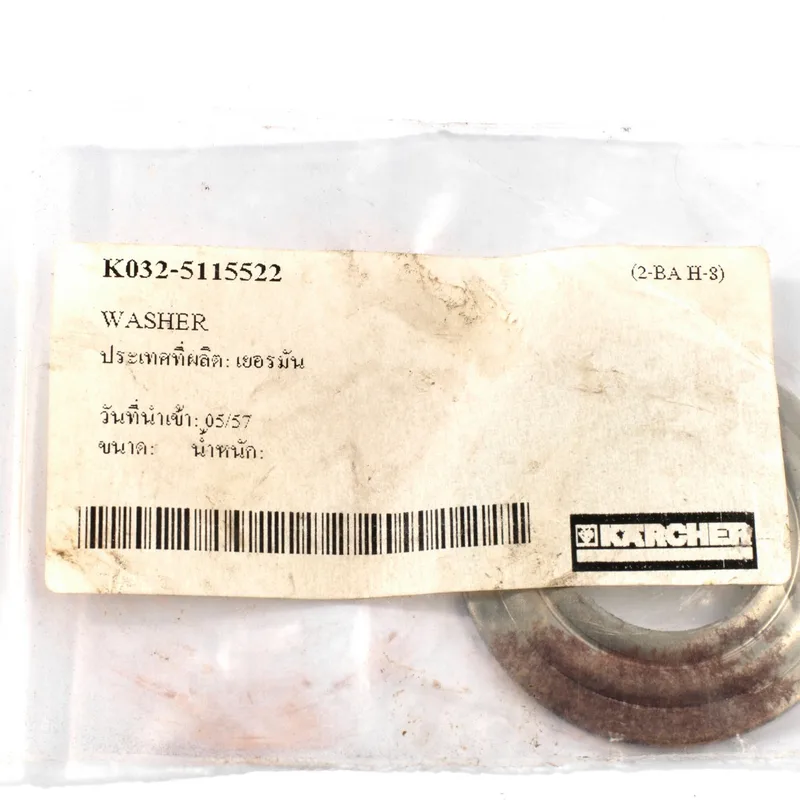 K032-5115522 (2-BA H-8)
WASHER
ประเทศที่ผลิต: เยอรมัน
วันที่นำเข้า: 05/57
ขนาด: น้ำหนัก:
KARCHER